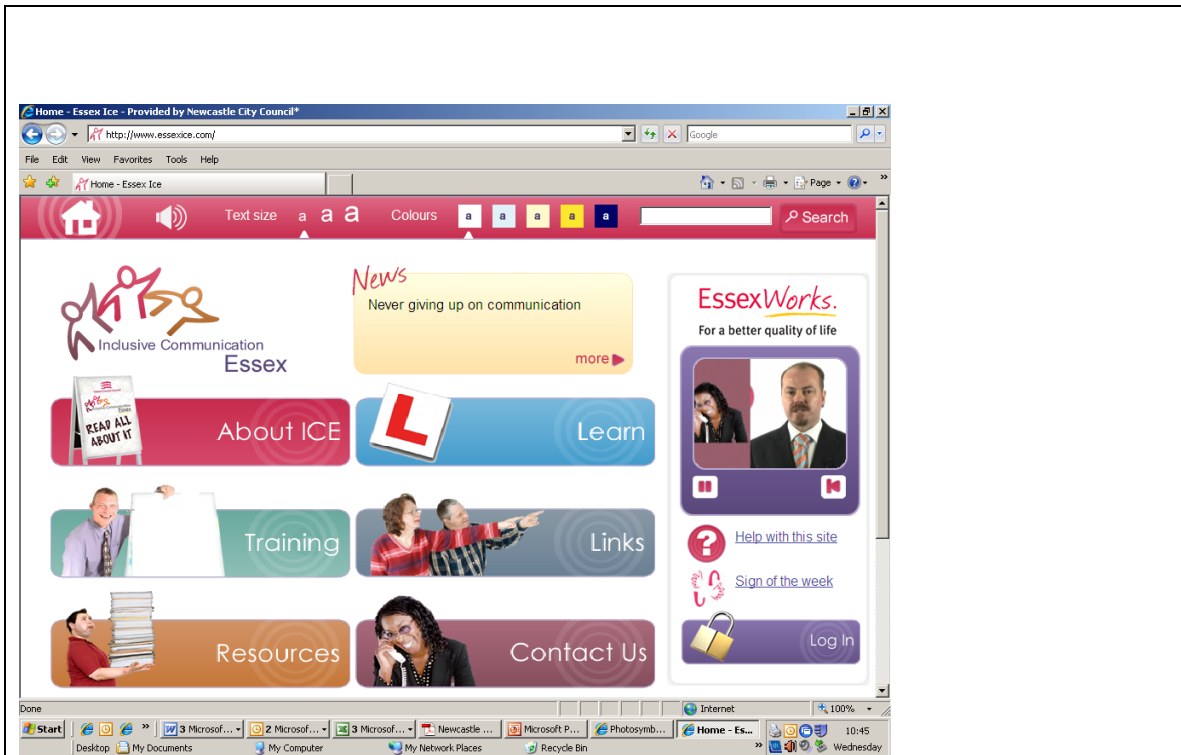 Home - Essex Ice - Provided by Newcastle City Council*
http://www.essexice.com/
Google
File Edit View Favorites Tools Help
Home - Essex Ice
Page
»
Text size a a a Colours a a a a a Search
News
Never giving up on communication
more
Inclusive Communication
Essex
EssexWorks.
For a better quality of life
READ ALL
ABOUT IT
About ICE
L
Learn
Training
Links
? Help with this site
Sign of the week
Resources
Contact Us
Log In
Done
Internet
100%
Start
»
3 Microsof...
2 Microsof...
3 Microsof...
Newcastle ...
Microsoft P...
Photosymb...
Home - Es...
10:45
Desktop My Documents My Computer My Network Places Recycle Bin » Wednesday